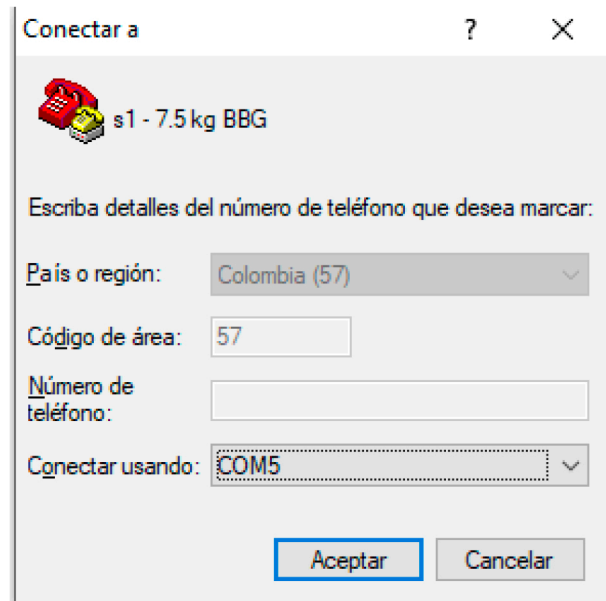 Conectar a
s1 - 7.5 kg BBG
Escriba detalles del número de teléfono que desea marcar:
País o región: Colombia (57)
Código de área: 57
Número de
teléfono:
Conectar usando: COM5
Aceptar Cancelar